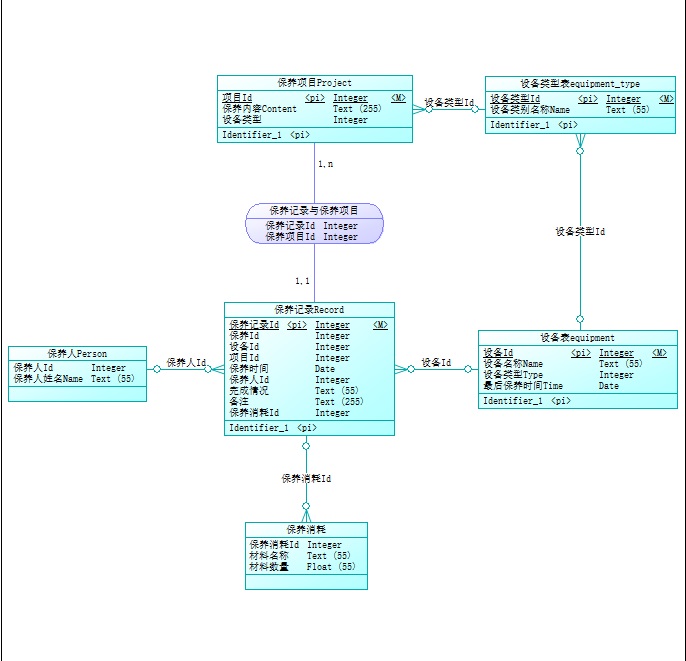 保养项目Project
项目Id <pi> Integer <M>
保养内容Content Text (255)
设备类型 Integer
Identifier_1 <pi>
设备类型Id
设备类型表equipment_type
设备类型Id <pi> Integer <M>
设备类别名称Name Text (55)
Identifier_1 <pi>
1,n
保养记录与保养项目
保养记录Id Integer
保养项目Id Integer
设备类型Id
1,1
保养记录Record
保养记录Id <pi> Integer <M>
保养Id Integer
设备Id Integer
项目Id Integer
保养时间 Date
保养人Id Integer
完成情况 Text (55)
备注 Text (255)
保养消耗Id Integer
Identifier_1 <pi>
保养人Person
保养人Id Integer
保养人姓名Name Text (55)
保养人Id
设备Id
设备表equipment
设备Id <pi> Integer <M>
设备名称Name Text (55)
设备类型Type Integer
最后保养时间Time Date
Identifier_1 <pi>
保养消耗Id
保养消耗
保养消耗Id Integer
材料名称 Text (55)
材料数量 Float (55)